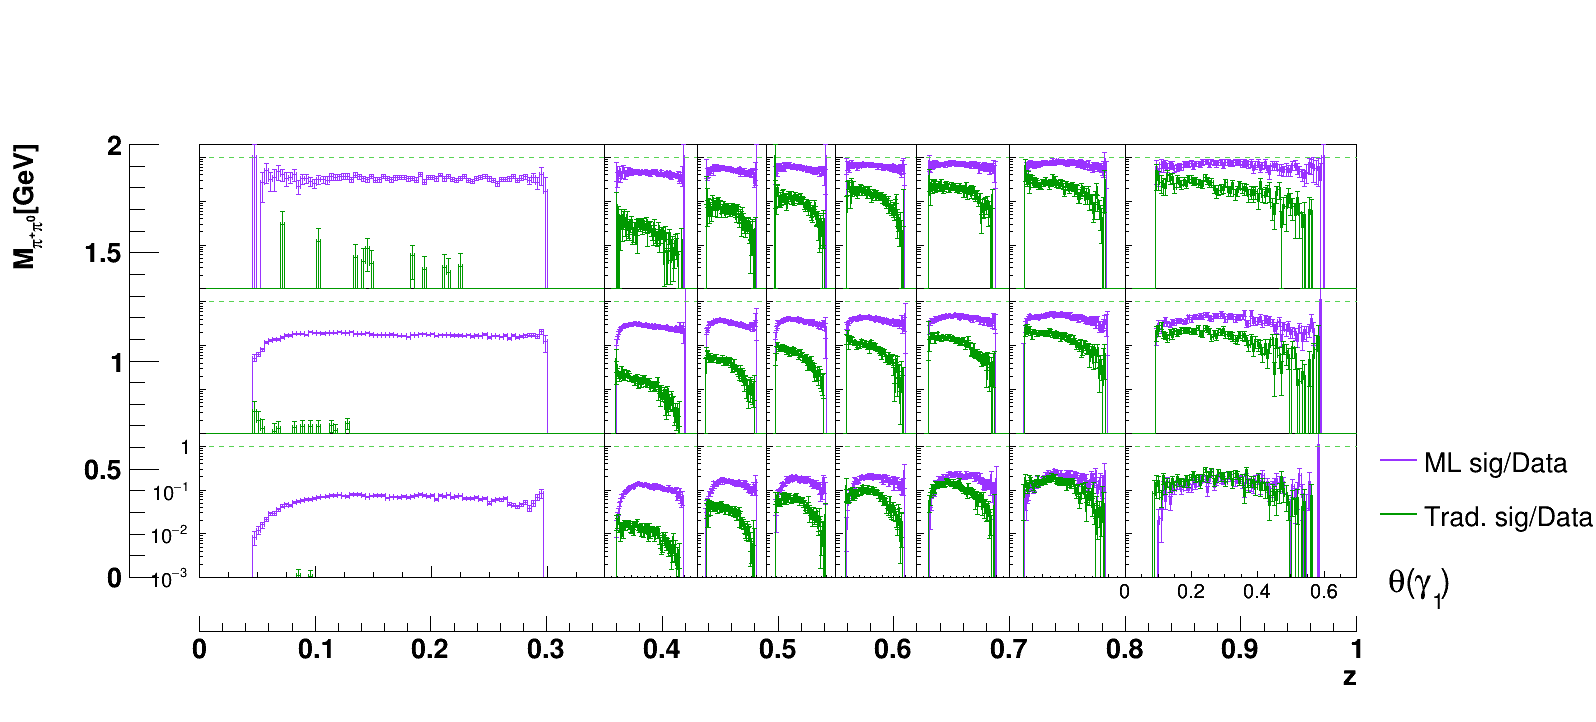 M π⁺π⁰ [GeV]
2
1.5
1
0.5
0
1
10⁻¹
10⁻²
10⁻³
ML sig/Data
Trad. sig/Data
0 0.2 0.4 0.6
θ(γ₁)
0 0.1 0.2 0.3 0.4 0.5 0.6 0.7 0.8 0.9 1
z